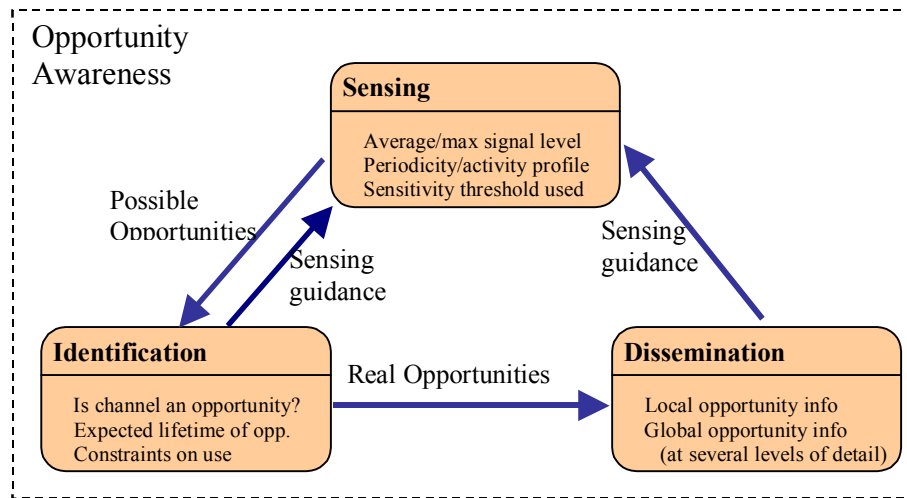 Opportunity
Awareness
Sensing
Average/max signal level
Periodicity/activity profile
Sensitivity threshold used
Possible
Opportunities
Sensing
guidance
Sensing
guidance
Identification
Is channel an opportunity?
Expected lifetime of opp.
Constraints on use
Real Opportunities
Dissemination
Local opportunity info
Global opportunity info
(at several levels of detail)